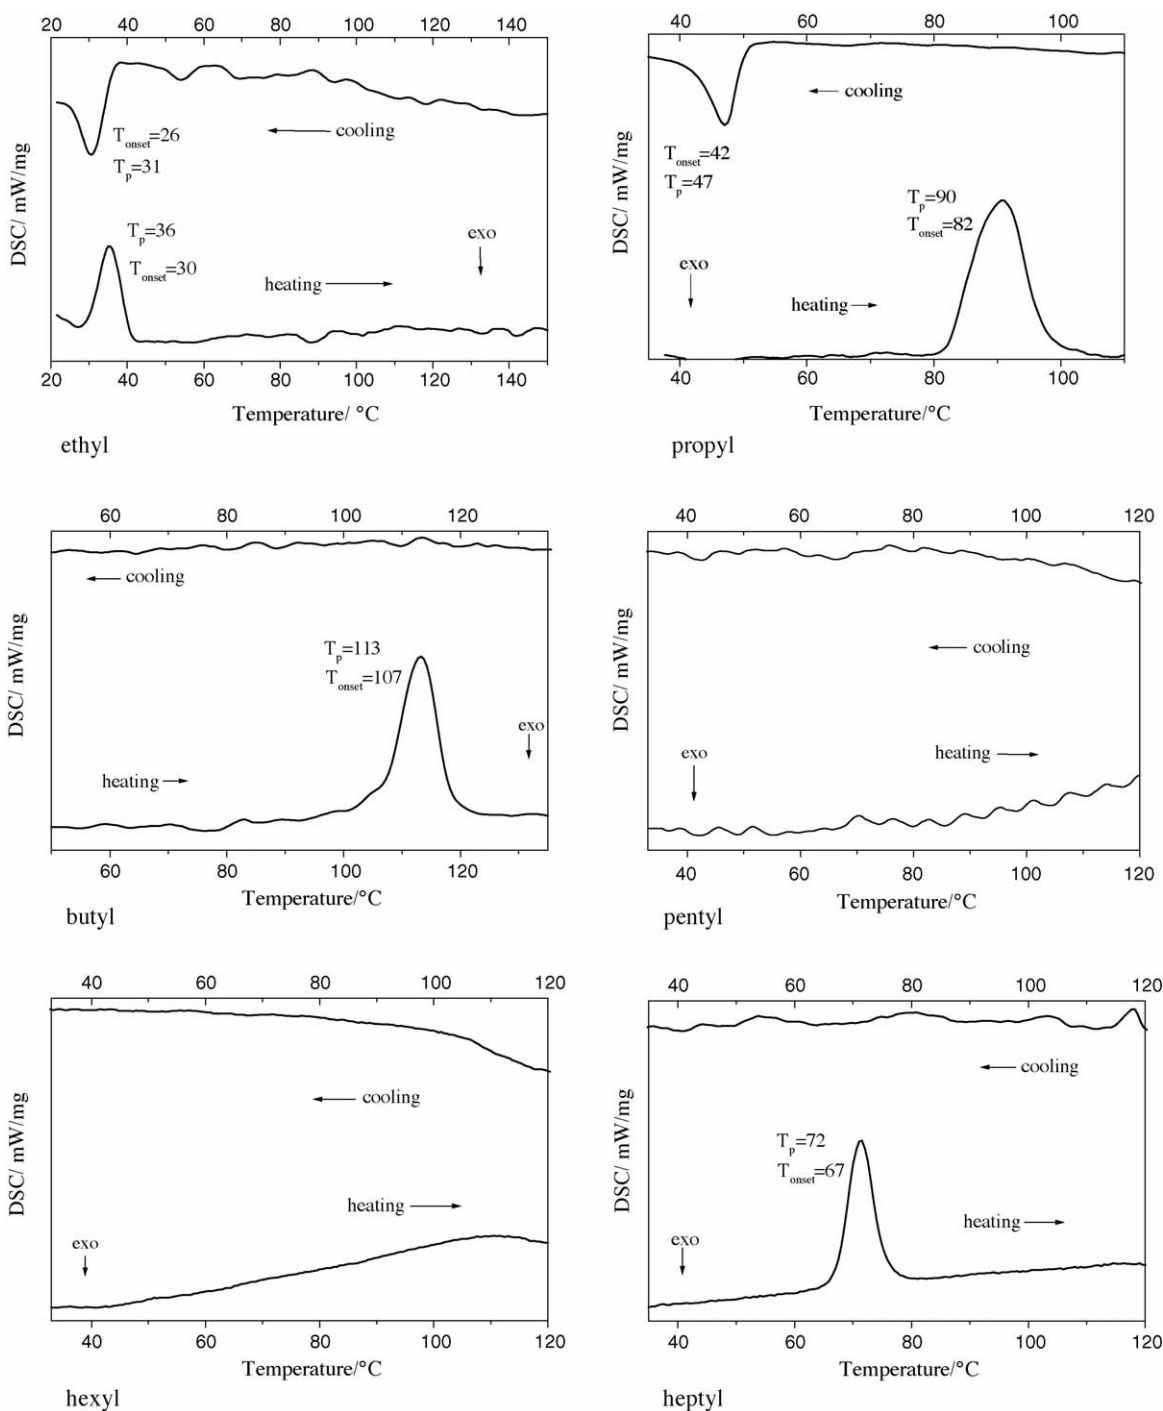 20 40 60 80 100 120 140
DSC/ mW/mg
cooling
Tonset=26
Tp=31
Tp=36
Tonset=30
exo
heating
20 40 60 80 100 120 140
Temperature/ °C
ethyl
40 60 80 100
DSC/ mW/mg
cooling
Tonset=42
Tp=47
Tp=90
Tonset=82
exo
heating
40 60 80 100
Temperature/°C
propyl
60 80 100 120
DSC/ mW/mg
cooling
Tp=113
Tonset=107
exo
heating
60 80 100 120
Temperature/°C
butyl
40 60 80 100 120
DSC/ mW/mg
cooling
heating
exo
40 60 80 100 120
Temperature/°C
pentyl
40 60 80 100 120
DSC/ mW/mg
cooling
heating
exo
40 60 80 100 120
Temperature/°C
hexyl
40 60 80 100 120
DSC/ mW/mg
cooling
Tp=72
Tonset=67
heating
exo
40 60 80 100 120
Temperature/°C
heptyl